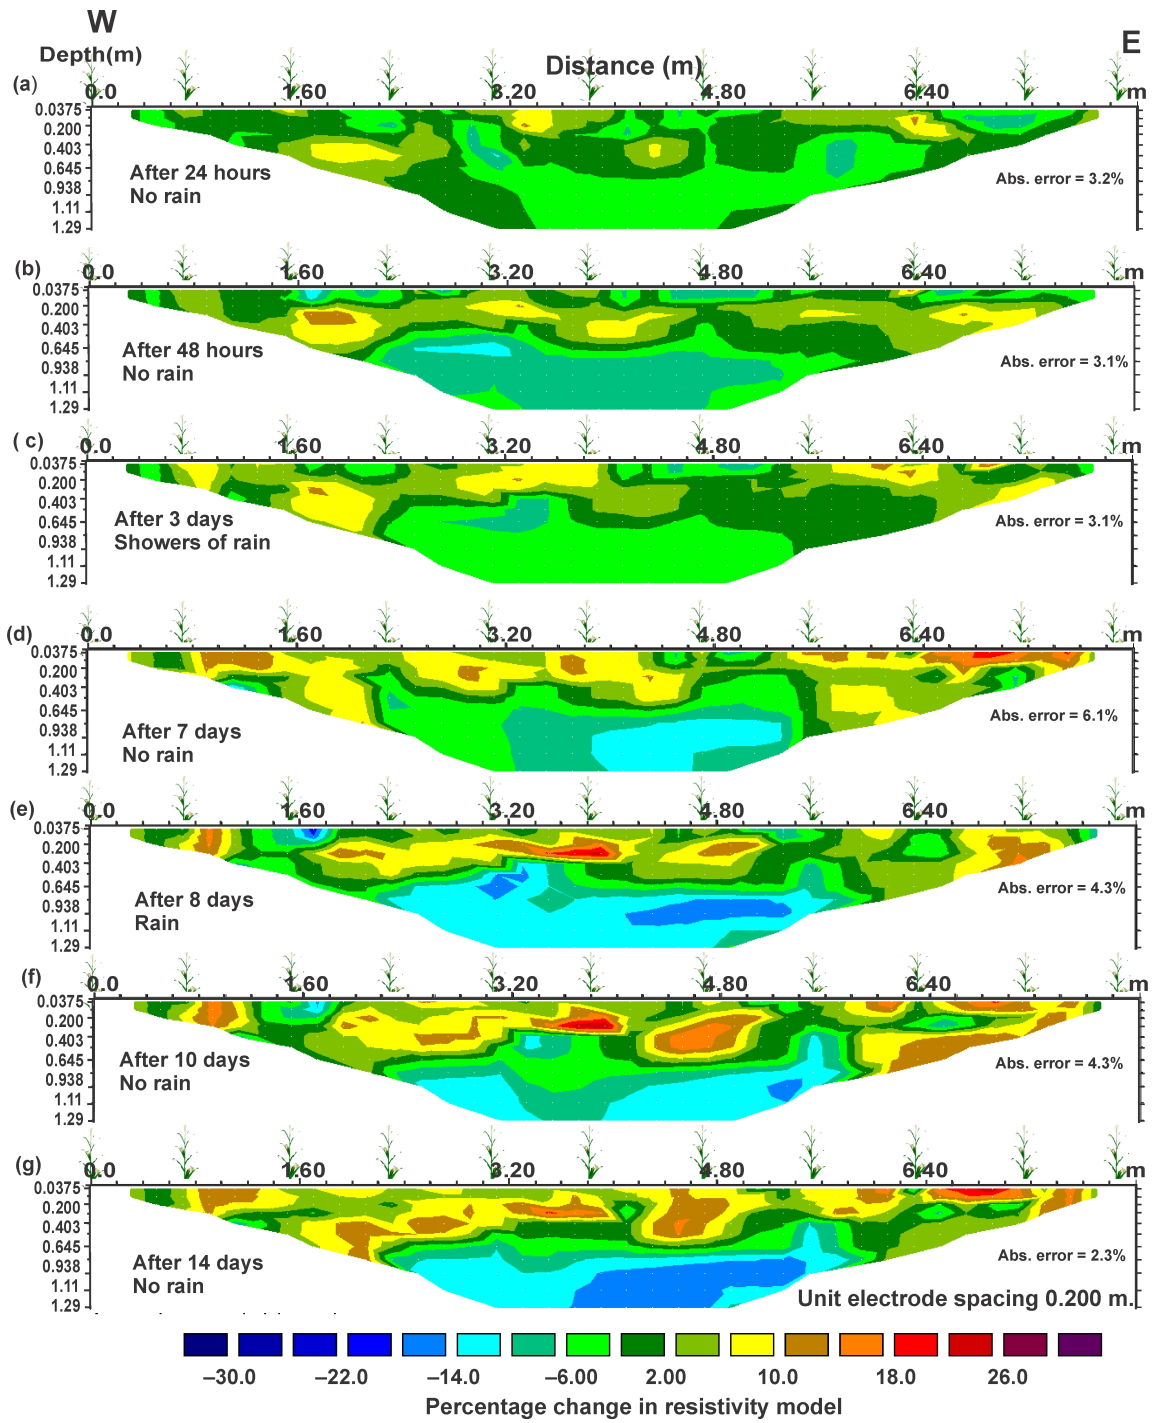 W
E
Depth(m)
Distance (m)
(a)
0.0 1.60 3.20 4.80 6.40 m
0.0375
0.200
0.403
0.645
0.938
1.11
1.29
After 24 hours
No rain
Abs. error = 3.2%
(b)
0.0 1.60 3.20 4.80 6.40 m
0.0375
0.200
0.403
0.645
0.938
1.11
1.29
After 48 hours
No rain
Abs. error = 3.1%
( c)
0.0 1.60 3.20 4.80 6.40 m
0.0375
0.200
0.403
0.645
0.938
1.11
1.29
After 3 days
Showers of rain
Abs. error = 3.1%
(d)
0.0 1.60 3.20 4.80 6.40 m
0.0375
0.200
0.403
0.645
0.938
1.11
1.29
After 7 days
No rain
Abs. error = 6.1%
(e)
0.0 1.60 3.20 4.80 6.40 m
0.0375
0.200
0.403
0.645
0.938
1.11
1.29
After 8 days
Rain
Abs. error = 4.3%
(f)
0.0 1.60 3.20 4.80 6.40 m
0.0375
0.200
0.403
0.645
0.938
1.11
1.29
After 10 days
No rain
Abs. error = 4.3%
(g)
0.0 1.60 3.20 4.80 6.40 m
0.0375
0.200
0.403
0.645
0.938
1.11
1.29
After 14 days
No rain
Abs. error = 2.3%
Unit electrode spacing 0.200 m.
–30.0 –22.0 –14.0 –6.00 2.00 10.0 18.0 26.0
Percentage change in resistivity model